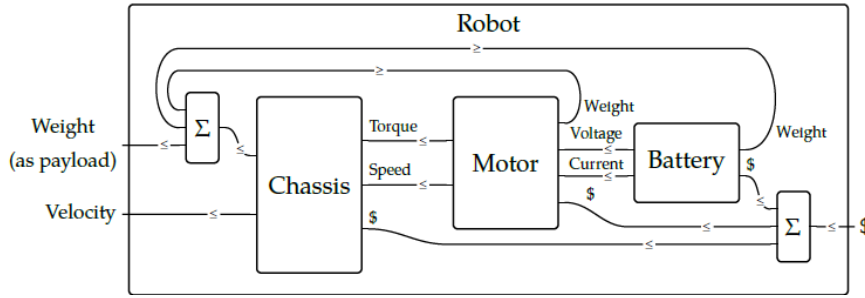 Robot
≥
≥
Weight
(as payload)
≤
Σ
≤
Velocity
≤
Chassis
Torque
≤
Speed
≤
$
≤
Motor
Weight
Voltage
≤
Current
≤
$
≤
Battery
Weight
$
≤
Σ
≤
$